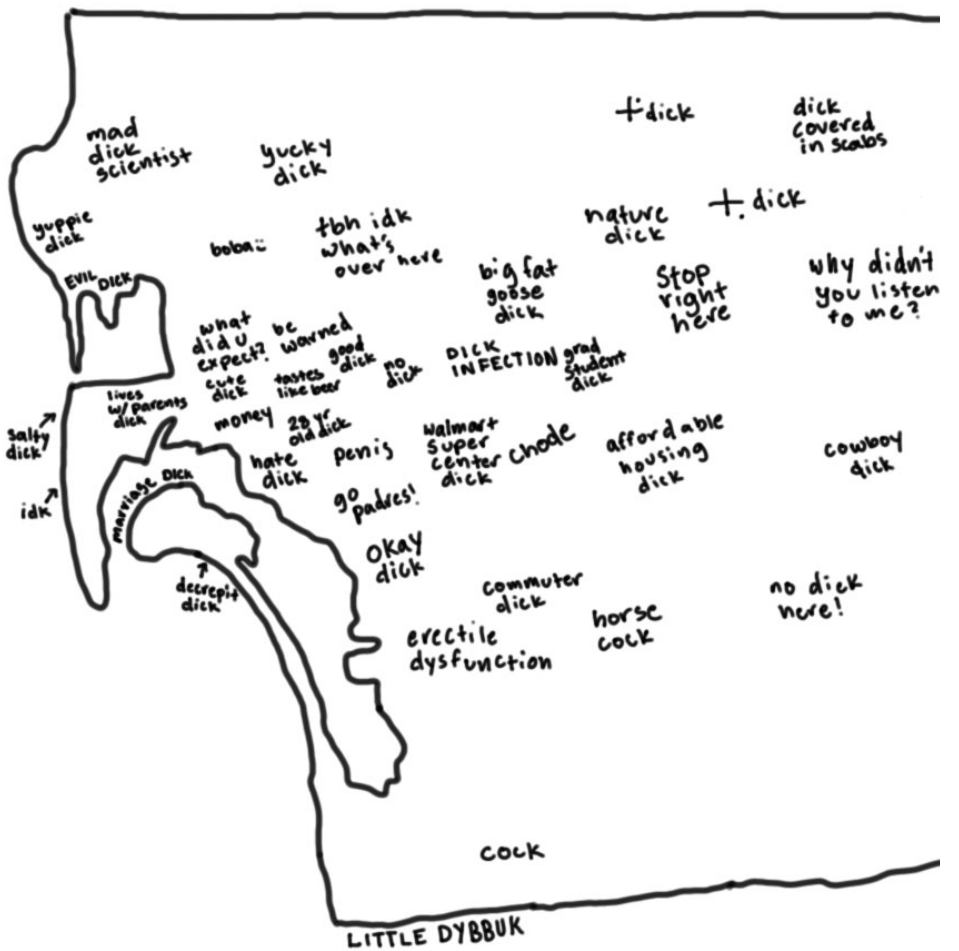 ÷dick
dick
covered
in scabs
mad
dick
scientist
yucky
dick
÷ dick
yuppie
dick
nature
dick
tbh idk
what's
over here
boba
big fat
goose
dick
stop
right
here
why didn't
you listen
to me?
EVIL DICK
what
did u
expect?
be
warned
good
dick
no
dick
DICK
INFECTION
grad
student
dick
cute
dick
tastes
like beer
lives
w/ parents
dick
money
28 yr
old dick
salty
dick
idk
hate
dick
penis
walmart
super
center
dick
chode
affordable
housing
dick
cowboy
dick
marriage DICK
go
padres!
okay
dick
decrepit
dick
commuter
dick
no dick
here!
horse
cock
erectile
dysfunction
cock
LITTLE DYBBUK